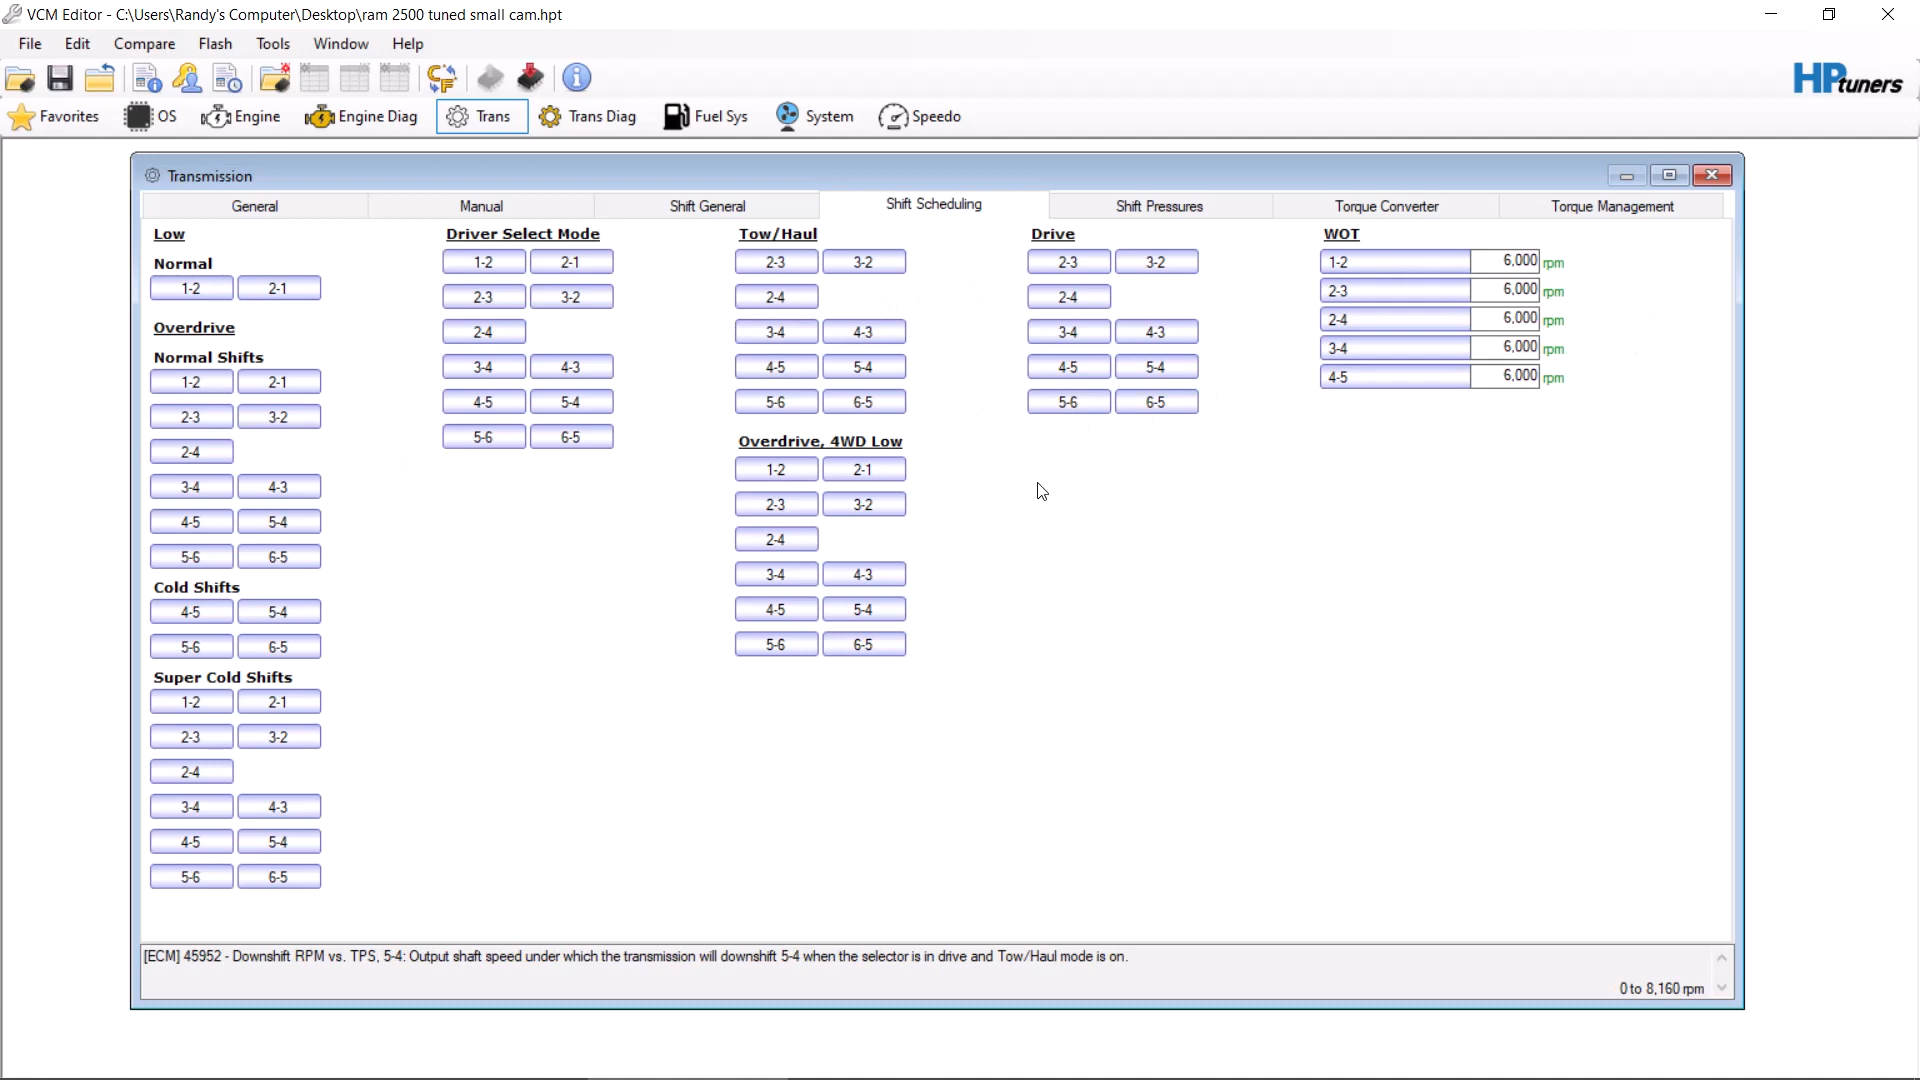 VCM Editor - C:\Users\Randy's Computer\Desktop\ram 2500 tuned small cam.hpt
File Edit Compare Flash Tools Window Help
HPtuners
Favorites OS Engine Engine Diag Trans Trans Diag Fuel Sys System Speedo
Transmission
General Manual Shift General Shift Scheduling Shift Pressures Torque Converter Torque Management
Low
Normal
1-2 2-1
Overdrive
Normal Shifts
1-2 2-1
2-3 3-2
2-4
3-4 4-3
4-5 5-4
5-6 6-5
Cold Shifts
4-5 5-4
5-6 6-5
Super Cold Shifts
1-2 2-1
2-3 3-2
2-4
3-4 4-3
4-5 5-4
5-6 6-5
Driver Select Mode
1-2 2-1
2-3 3-2
2-4
3-4 4-3
4-5 5-4
5-6 6-5
Tow/Haul
2-3 3-2
2-4
3-4 4-3
4-5 5-4
5-6 6-5
Overdrive, 4WD Low
1-2 2-1
2-3 3-2
2-4
3-4 4-3
4-5 5-4
5-6 6-5
Drive
2-3 3-2
2-4
3-4 4-3
4-5 5-4
5-6 6-5
WOT
1-2 6,000 rpm
2-3 6,000 rpm
2-4 6,000 rpm
3-4 6,000 rpm
4-5 6,000 rpm
[ECM] 45952 - Downshift RPM vs. TPS, 5-4: Output shaft speed under which the transmission will downshift 5-4 when the selector is in drive and Tow/Haul mode is on.
0 to 8,160 rpm